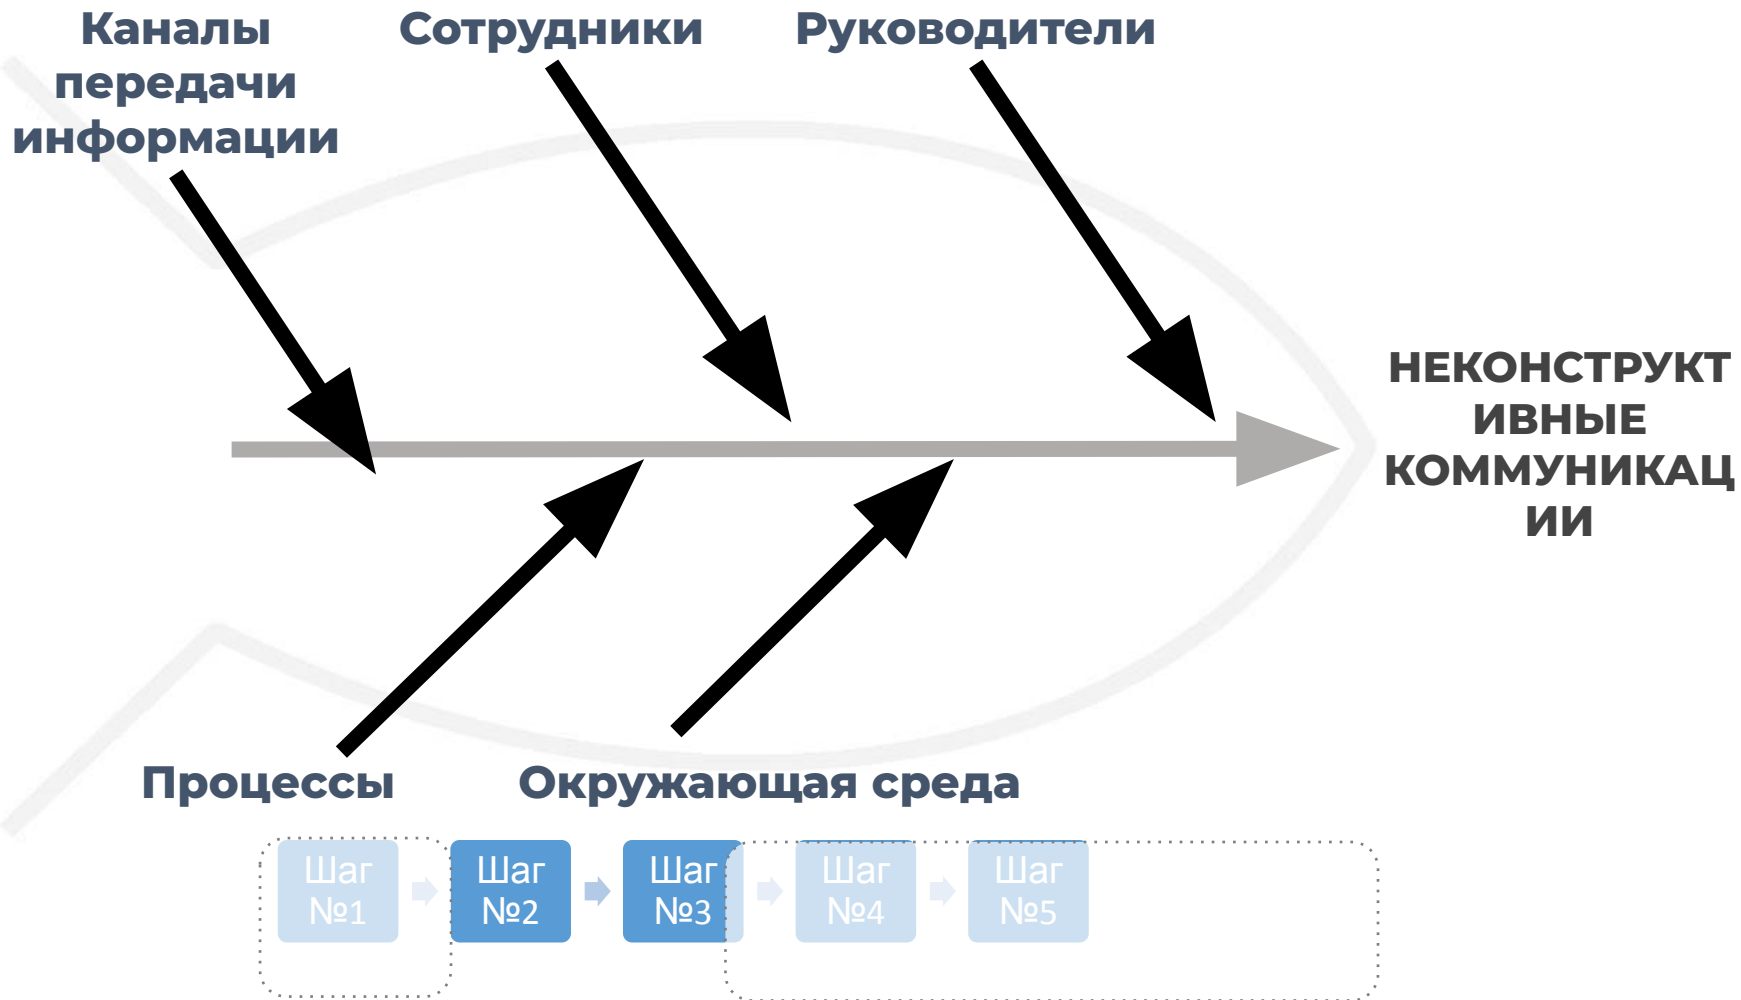 Каналы
передачи
информации
Сотрудники
Руководители
НЕКОНСТРУКТ
ИВНЫЕ
КОММУНИКАЦ
ИИ
Процессы
Окружающая среда
Шаг
№1
Шаг
№2
Шаг
№3
Шаг
№4
Шаг
№5